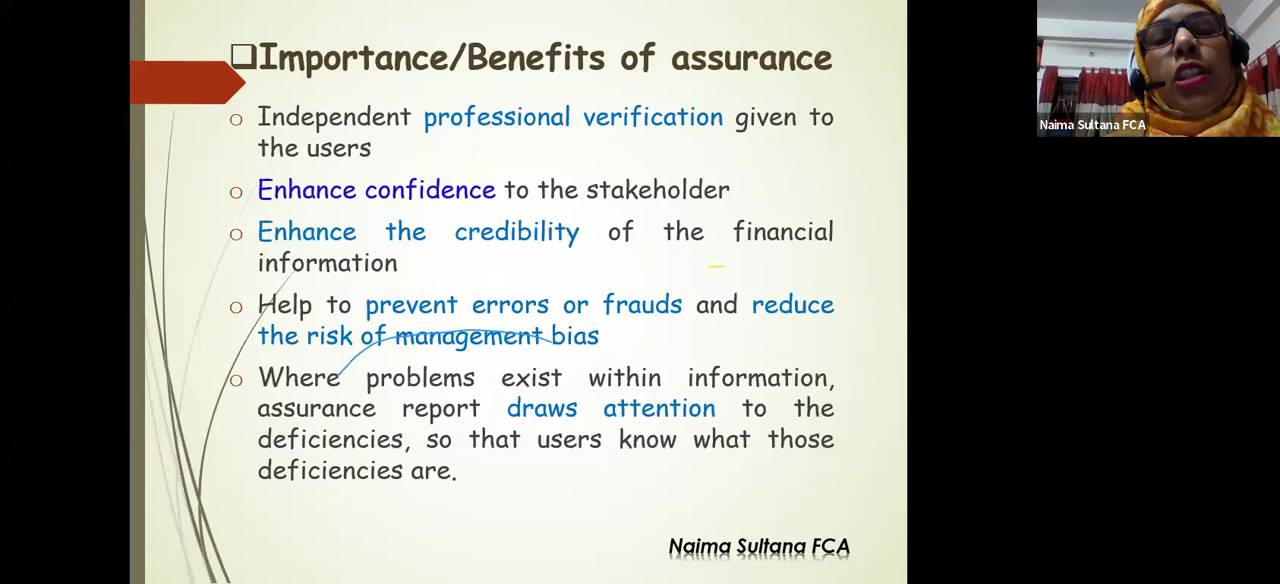 Importance/Benefits of assurance
Independent professional verification given to
the users
Enhance confidence to the stakeholder
Enhance the credibility of the financial
information
Help to prevent errors or frauds and reduce
the risk of management bias
Where problems exist within information,
assurance report draws attention to the
deficiencies, so that users know what those
deficiencies are.
Naima Sultana FCA
Naima Sultana FCA